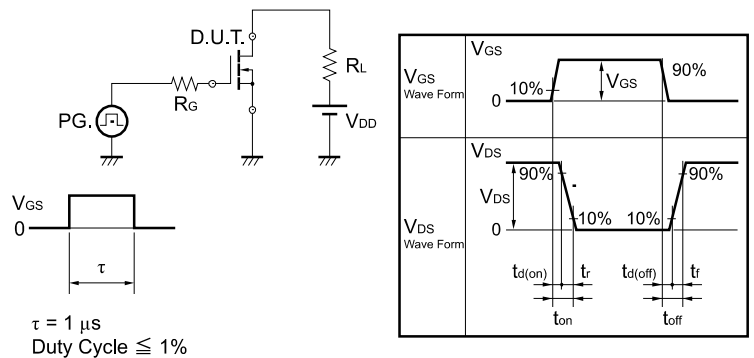 D.U.T.
RL
RG
PG.
VDD
VGS
0
τ
τ = 1 μs
Duty Cycle ≦ 1%
VGS
Wave Form
VGS
10%
0
VGS
90%
VDS
Wave Form
VDS
90%
VDS
0
10%
10%
90%
td(on)
tr
td(off)
tf
ton
toff